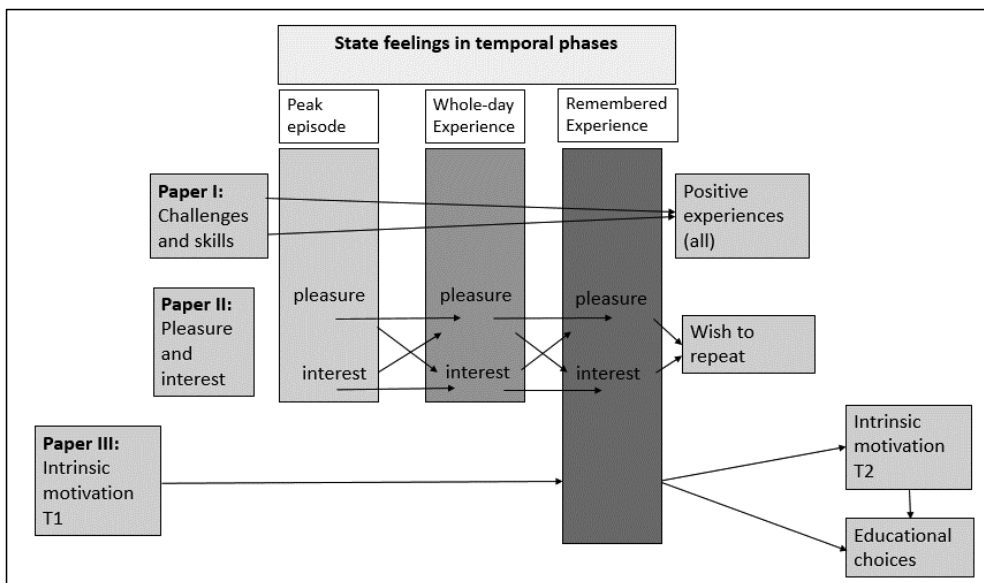 State feelings in temporal phases
Peak
episode
Whole-day
Experience
Remembered
Experience
Paper I:
Challenges
and skills
Positive
experiences
(all)
Paper II:
Pleasure
and
interest
pleasure
pleasure
pleasure
interest
interest
interest
Wish to
repeat
Paper III:
Intrinsic
motivation
T1
Intrinsic
motivation
T2
Educational
choices